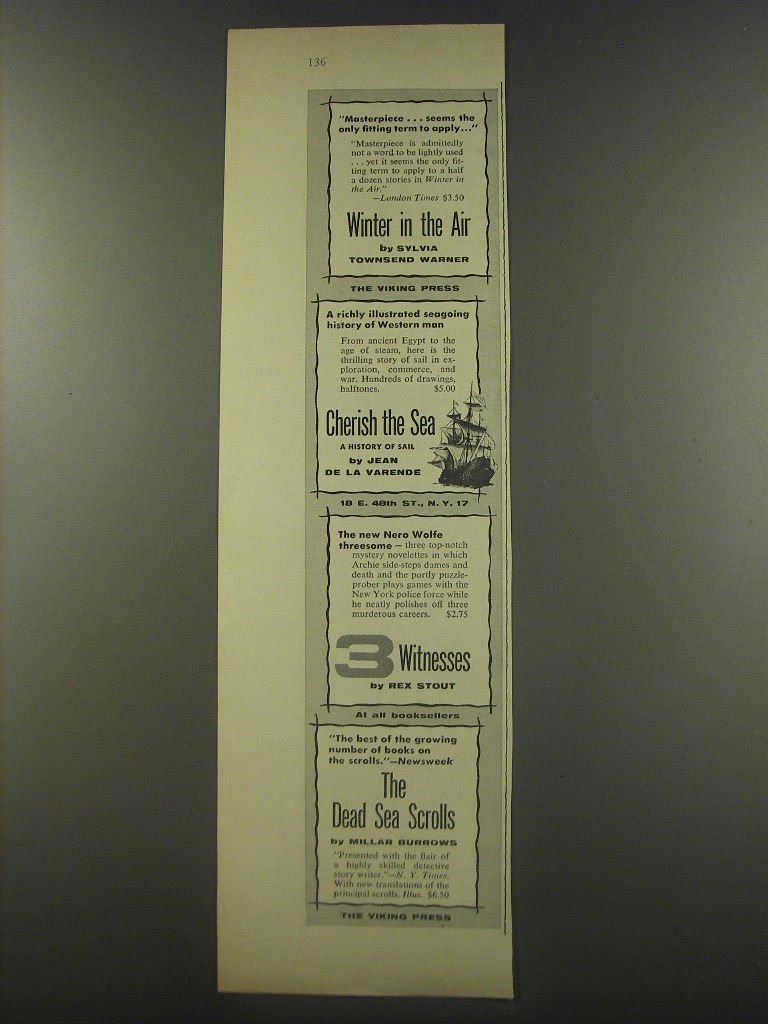 136
"Masterpiece . . . seems the
only fitting term to apply..."
"Masterpiece is admittedly
not a word to be lightly used
. . . yet it seems the only fit-
ting term to apply to a half
a dozen stories in Winter in
the Air."
—London Times $3.50
Winter in the Air
by SYLVIA
TOWNSEND WARNER
THE VIKING PRESS
A richly illustrated seagoing
history of Western man
From ancient Egypt to the
age of steam, here is the
thrilling story of sail in ex-
ploration, commerce, and
war. Hundreds of drawings,
halftones. $5.00
Cherish the Sea
A HISTORY OF SAIL
by JEAN
DE LA VARENDE
18 E. 48th ST., N. Y. 17
The new Nero Wolfe
threesome — three top-notch
mystery novelettes in which
Archie side-steps dames and
death and the portly puzzle-
prober plays games with the
New York police force while
he neatly polishes off three
murderous careers. $2.75
3 Witnesses
by REX STOUT
At all booksellers
"The best of the growing
number of books on
the scrolls."—Newsweek
The
Dead Sea Scrolls
by MILLAR BURROWS
"Presented with the flair of
a highly skilled detective
story writer."—N. Y. Times.
With new translations of the
principal scrolls. Illus. $6.50
THE VIKING PRESS